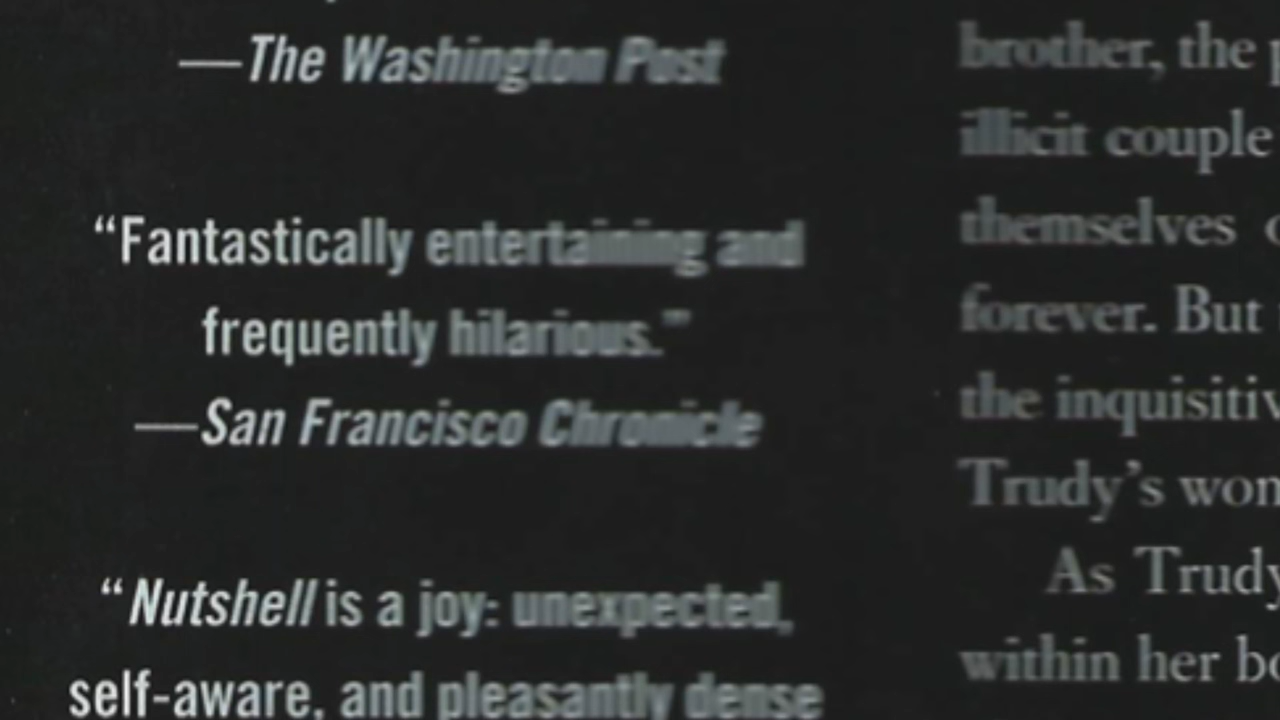 —The Washington Post
“Fantastically entertaining and
frequently hilarious.”
—San Francisco Chronicle
“Nutshell is a joy: unexpected,
self-aware, and pleasantly dense
brother, the
illicit couple
themselves
forever. But
the inquisitiv
Trudy’s wom
As Trudy
within her bo